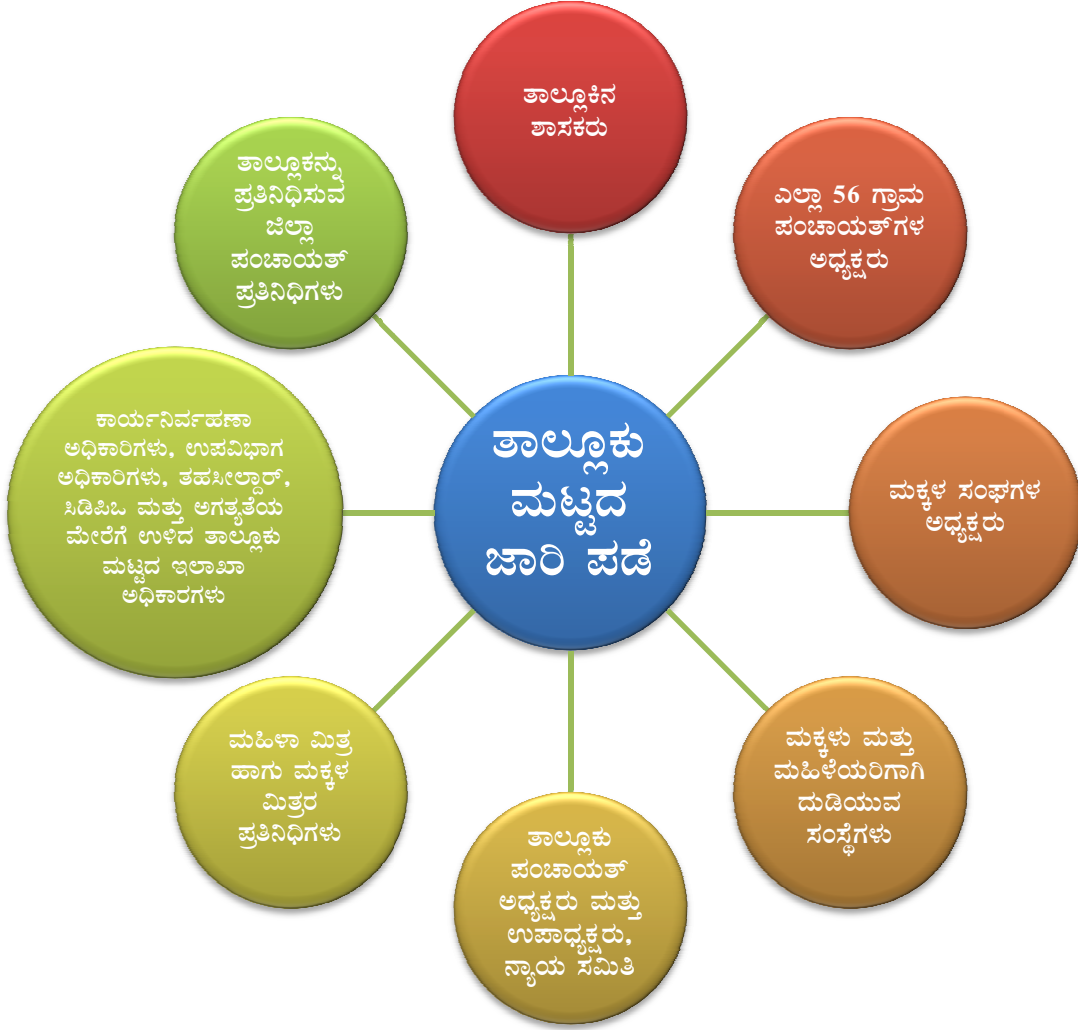 ತಾಲ್ಲೂಕಿನ
ಶಾಸಕರು
ಎಲ್ಲಾ 56 ಗ್ರಾಮ
ಪಂಚಾಯತ್‌ಗಳ
ಅಧ್ಯಕ್ಷರು
ಮಕ್ಕಳ ಸಂಘಗಳ
ಅಧ್ಯಕ್ಷರು
ಮಕ್ಕಳು ಮತ್ತು
ಮಹಿಳೆಯರಿಗಾಗಿ
ದುಡಿಯುವ
ಸಂಸ್ಥೆಗಳು
ತಾಲ್ಲೂಕು
ಪಂಚಾಯತ್
ಅಧ್ಯಕ್ಷರು ಮತ್ತು
ಉಪಾಧ್ಯಕ್ಷರು,
ನ್ಯಾಯ ಸಮಿತಿ
ಮಹಿಳಾ ಮಿತ್ರ
ಹಾಗು ಮಕ್ಕಳ
ಮಿತ್ರರ
ಪ್ರತಿನಿಧಿಗಳು
ಕಾರ್ಯನಿರ್ವಹಣಾ
ಅಧಿಕಾರಿಗಳು, ಉಪವಿಭಾಗ
ಅಧಿಕಾರಿಗಳು, ತಹಸೀಲ್ದಾರ್,
ಸಿಡಿಪಿಒ ಮತ್ತು ಅಗತ್ಯತೆಯ
ಮೇರೆಗೆ ಉಳಿದ ತಾಲ್ಲೂಕು
ಮಟ್ಟದ ಇಲಾಖಾ
ಅಧಿಕಾರಗಳು
ತಾಲ್ಲೂಕನ್ನು
ಪ್ರತಿನಿಧಿಸುವ
ಜಿಲ್ಲಾ
ಪಂಚಾಯತ್
ಪ್ರತಿನಿಧಿಗಳು
ತಾಲ್ಲೂಕು
ಮಟ್ಟದ
ಜಾರಿ ಪಡೆ